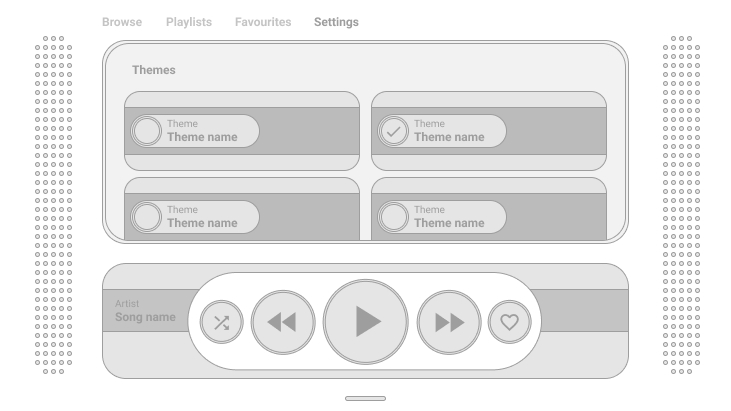 Browse Playlists Favourites Settings
Themes
Theme
Theme name
Theme
Theme name
Theme
Theme name
Theme
Theme name
Artist
Song name